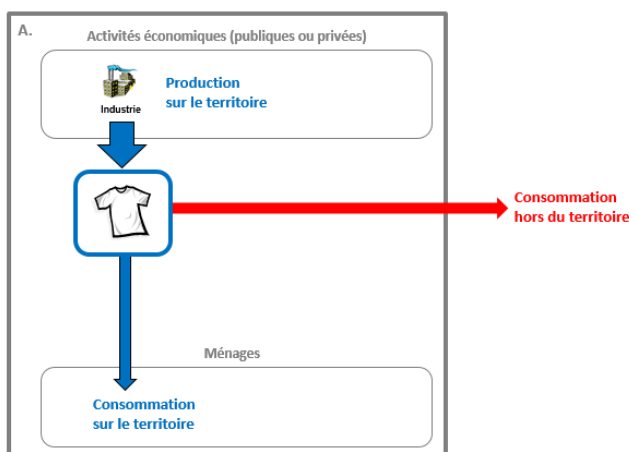 A.
Activités économiques (publiques ou privées)
Production
sur le territoire
Industrie
Consommation
hors du territoire
Ménages
Consommation
sur le territoire